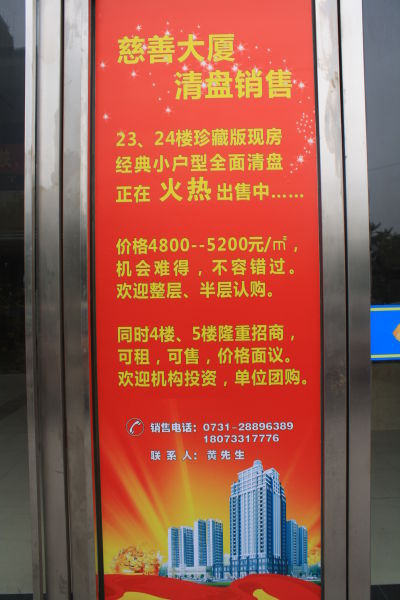 慈善大厦
清盘销售
23、24楼珍藏版现房
经典小户型全面清盘
正在 火热 出售中……
价格4800--5200元/㎡，
机会难得，不容错过。
欢迎整层、半层认购。
同时4楼、5楼隆重招商，
可租，可售，价格面议。
欢迎机构投资，单位团购。
销售电话：0731-28896389
18073317776
联系人：黄先生